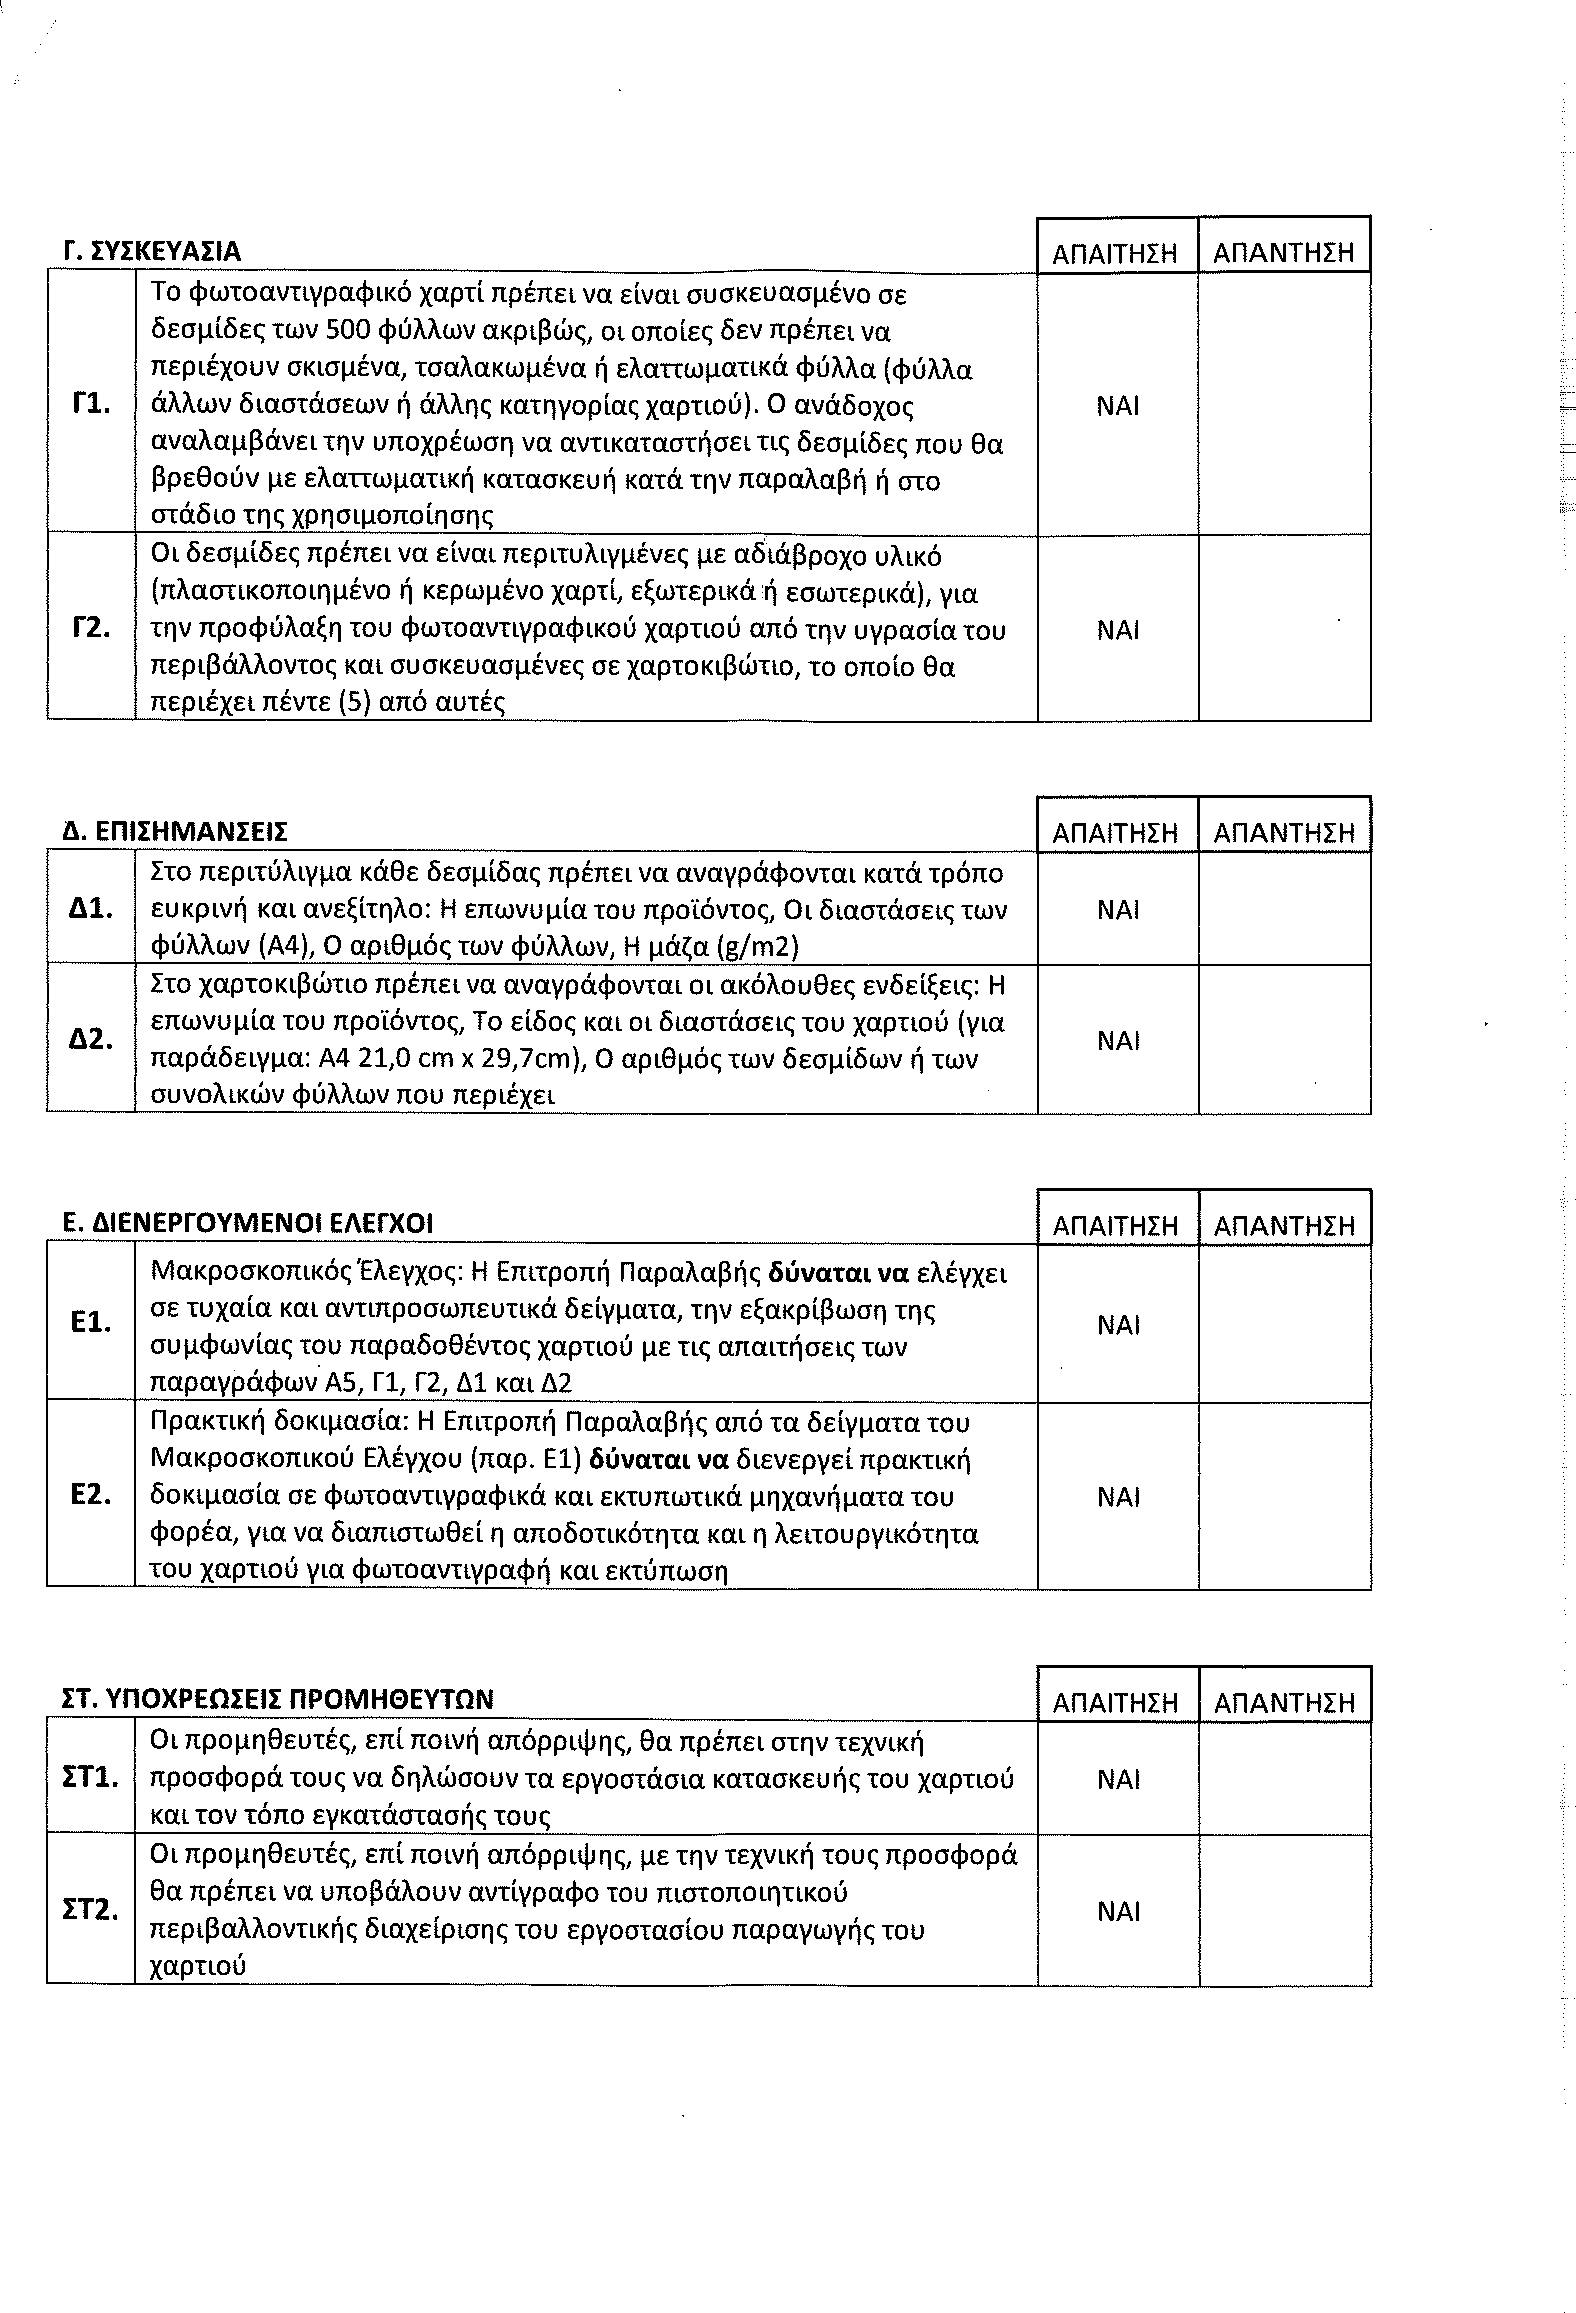 Γ. ΣΥΣΚΕΥΑΣΙΑ ΑΠΑΙΤΗΣΗ ΑΠΑΝΤΗΣΗ
Το φωτοαντιγραφικό χαρτί πρέπει να είναι συσκευασμένο σε
δεσμίδες των 500 φύλλων ακριβώς, οι οποίες δεν πρέπει να
περιέχουν σκισμένα, τσαλακωμένα ή ελαττωματικά φύλλα (φύλλα
Γ1. άλλων διαστάσεων ή άλλης κατηγορίας χαρτιού). Ο ανάδοχος ΝΑΙ
αναλαμβάνει την υποχρέωση να αντικαταστήσει τις δεσμίδες που θα
βρεθούν με ελαττωματική κατασκευή κατά την παραλαβή ή στο
στάδιο της χρησιμοποίησης
Οι δεσμίδες πρέπει να είναι περιτυλιγμένες με αδιάβροχο υλικό
(πλαστικοποιημένο ή κερωμένο χαρτί, εξωτερικά ή εσωτερικά), για
Γ2. την προφύλαξη του φωτοαντιγραφικού χαρτιού από την υγρασία του ΝΑΙ
περιβάλλοντος και συσκευασμένες σε χαρτοκιβώτιο, το οποίο θα
περιέχει πέντε (5) από αυτές
Δ. ΕΠΙΣΗΜΑΝΣΕΙΣ ΑΠΑΙΤΗΣΗ ΑΠΑΝΤΗΣΗ
Στο περιτύλιγμα κάθε δεσμίδας πρέπει να αναγράφονται κατά τρόπο
Δ1. ευκρινή και ανεξίτηλο: Η επωνυμία του προϊόντος, Οι διαστάσεις των ΝΑΙ
φύλλων (Α4), Ο αριθμός των φύλλων, Η μάζα (g/m2)
Στο χαρτοκιβώτιο πρέπει να αναγράφονται οι ακόλουθες ενδείξεις: Η
επωνυμία του προϊόντος, Το είδος και οι διαστάσεις του χαρτιού (για
Δ2. παράδειγμα: Α4 21,0 cm x 29,7cm), Ο αριθμός των δεσμίδων ή των ΝΑΙ
συνολικών φύλλων που περιέχει
Ε. ΔΙΕΝΕΡΓΟΥΜΕΝΟΙ ΕΛΕΓΧΟΙ ΑΠΑΙΤΗΣΗ ΑΠΑΝΤΗΣΗ
Μακροσκοπικός Έλεγχος: Η Επιτροπή Παραλαβής δύναται να ελέγχει
Ε1. σε τυχαία και αντιπροσωπευτικά δείγματα, την εξακρίβωση της ΝΑΙ
συμφωνίας του παραδοθέντος χαρτιού με τις απαιτήσεις των
παραγράφων Α5, Γ1, Γ2, Δ1 και Δ2
Πρακτική δοκιμασία: Η Επιτροπή Παραλαβής από τα δείγματα του
Μακροσκοπικού Ελέγχου (παρ. Ε1) δύναται να διενεργεί πρακτική
Ε2. δοκιμασία σε φωτοαντιγραφικά και εκτυπωτικά μηχανήματα του ΝΑΙ
φορέα, για να διαπιστωθεί η αποδοτικότητα και η λειτουργικότητα
του χαρτιού για φωτοαντιγραφή και εκτύπωση
ΣΤ. ΥΠΟΧΡΕΩΣΕΙΣ ΠΡΟΜΗΘΕΥΤΩΝ ΑΠΑΙΤΗΣΗ ΑΠΑΝΤΗΣΗ
Οι προμηθευτές, επί ποινή απόρριψης, θα πρέπει στην τεχνική
ΣΤ1. προσφορά τους να δηλώσουν τα εργοστάσια κατασκευής του χαρτιού ΝΑΙ
και τον τόπο εγκατάστασής τους
Οι προμηθευτές, επί ποινή απόρριψης, με την τεχνική τους προσφορά
θα πρέπει να υποβάλουν αντίγραφο του πιστοποιητικού
ΣΤ2. περιβαλλοντικής διαχείρισης του εργοστασίου παραγωγής του ΝΑΙ
χαρτιού